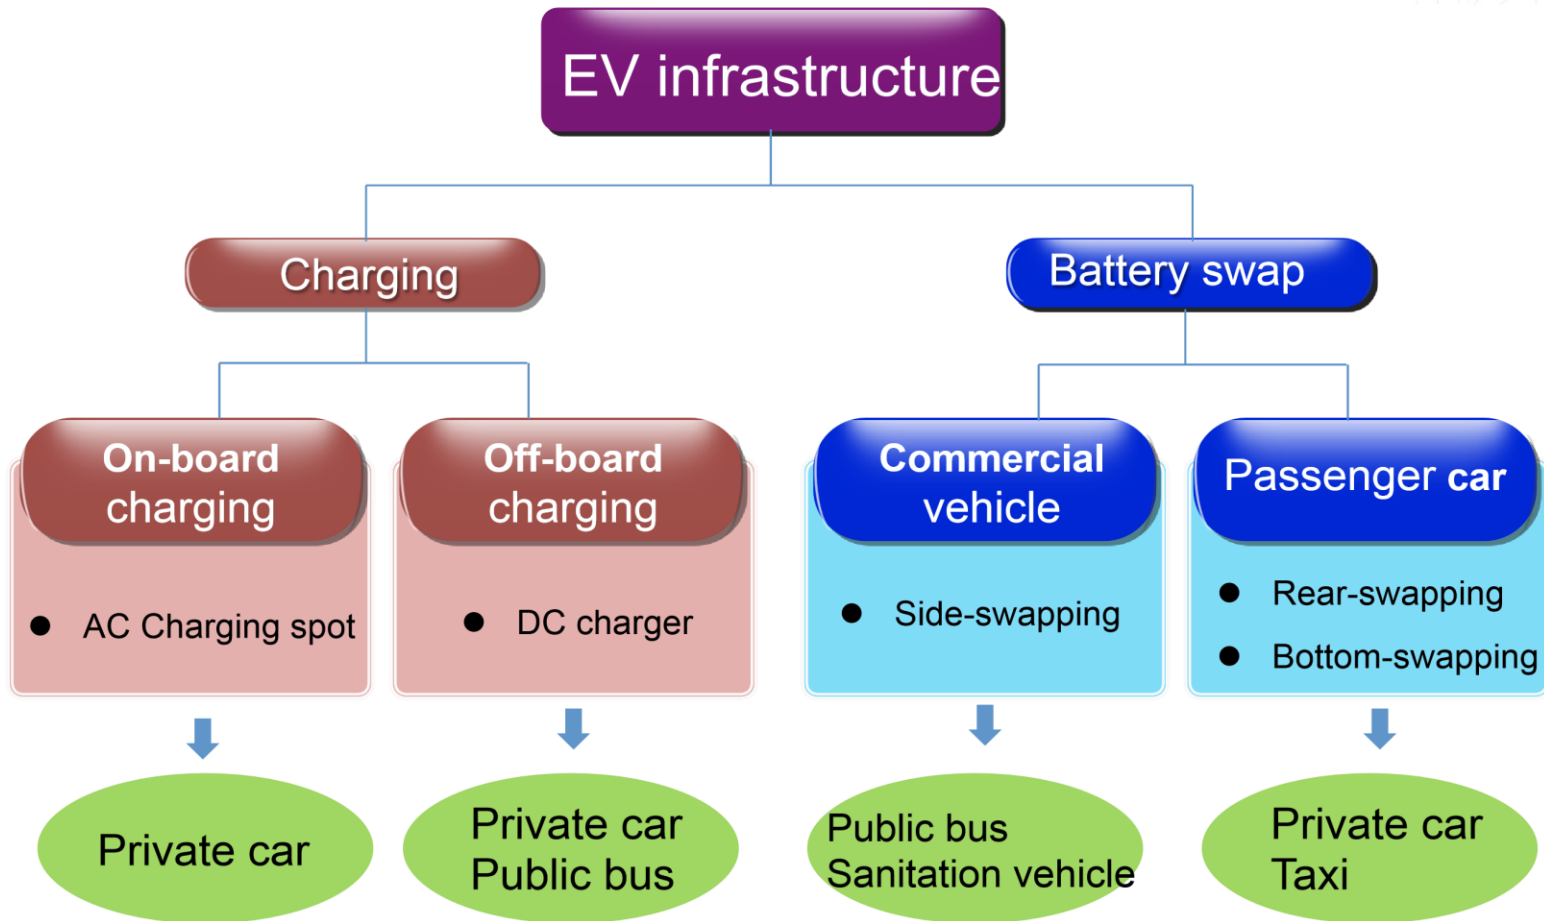 EV infrastructure
Charging
Battery swap
On-board
charging
Off-board
charging
Commercial
vehicle
Passenger car
● AC Charging spot
● DC charger
● Side-swapping
● Rear-swapping
● Bottom-swapping
Private car
Private car
Public bus
Public bus
Sanitation vehicle
Private car
Taxi